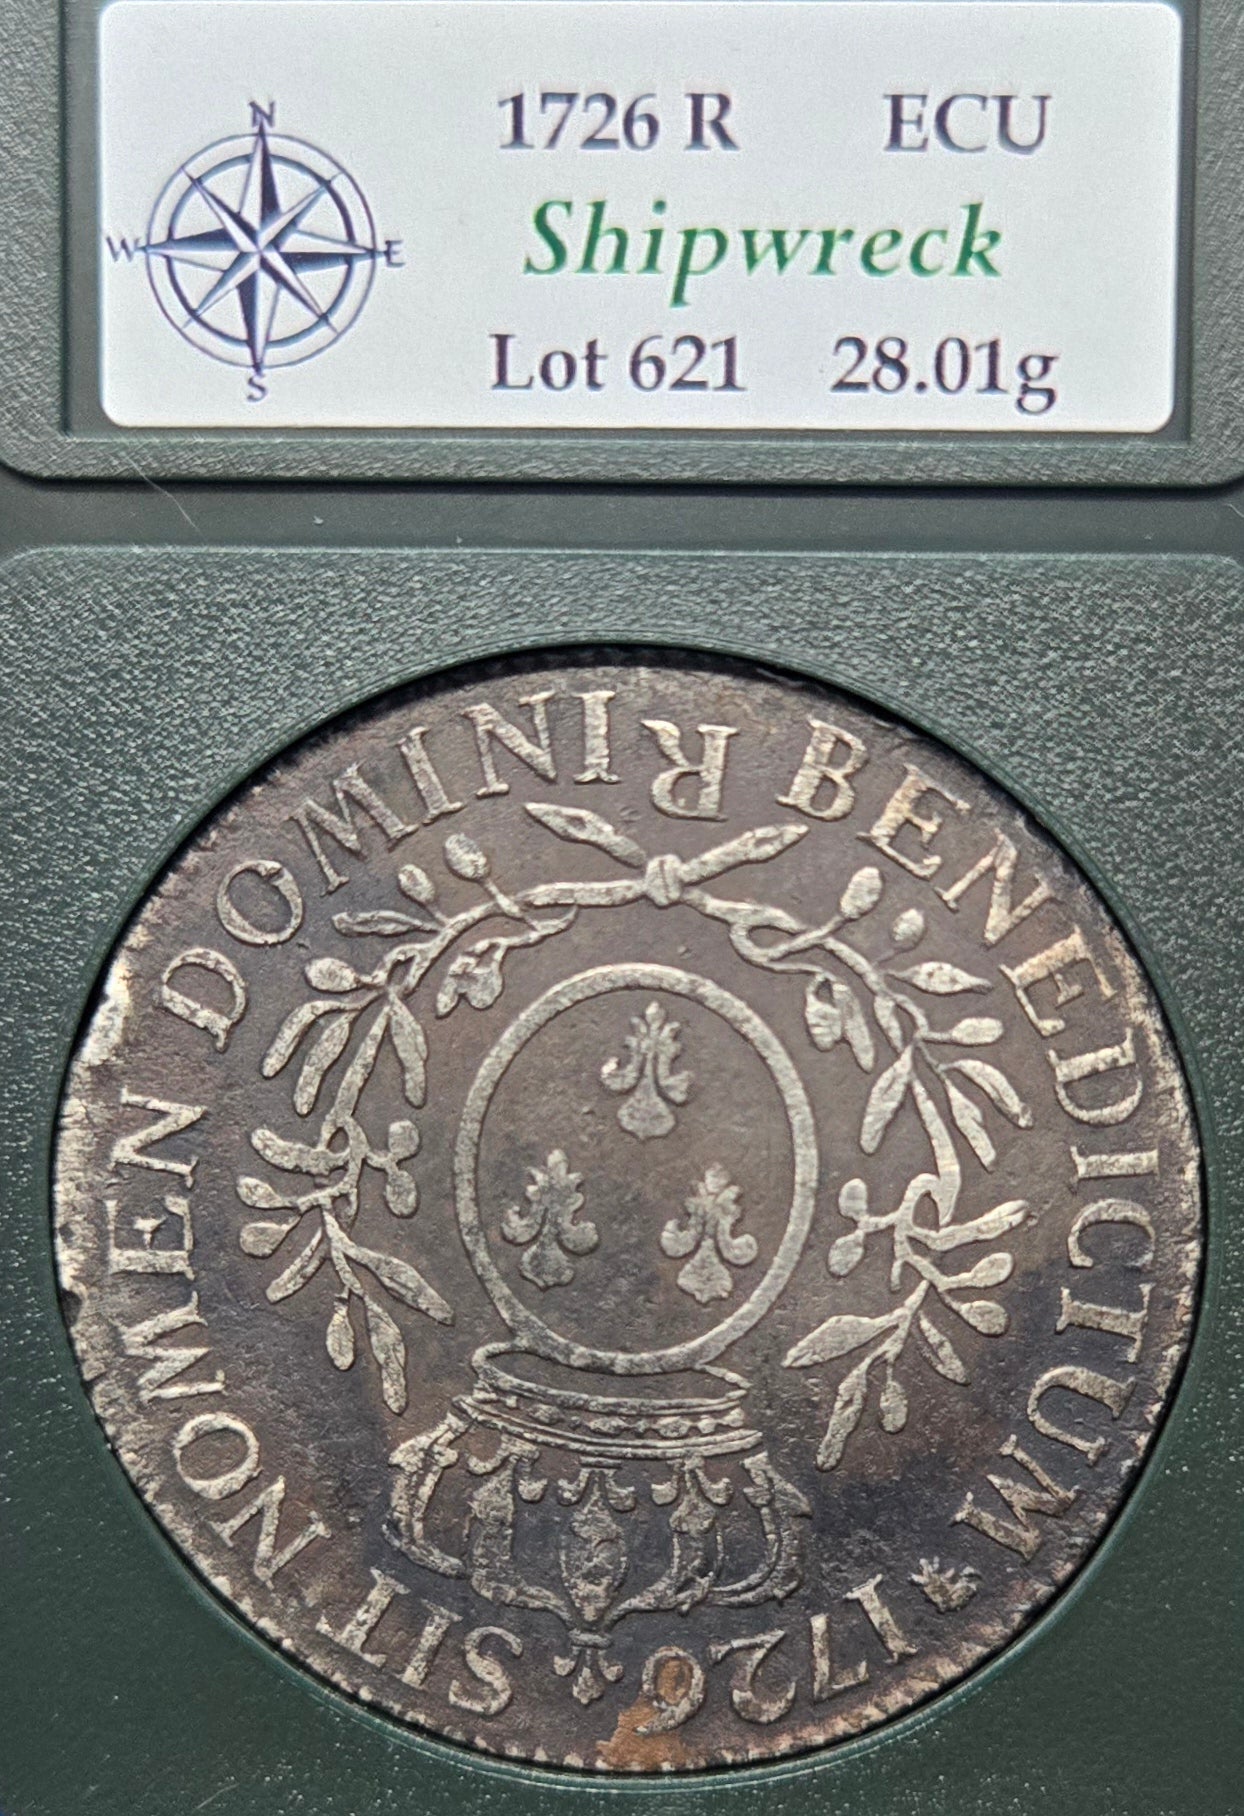 N
W E
S
1726 R ECU
Shipwreck
Lot 621 28.01g
SIT NOMEN DOMINI R BENEDICTUM 1726